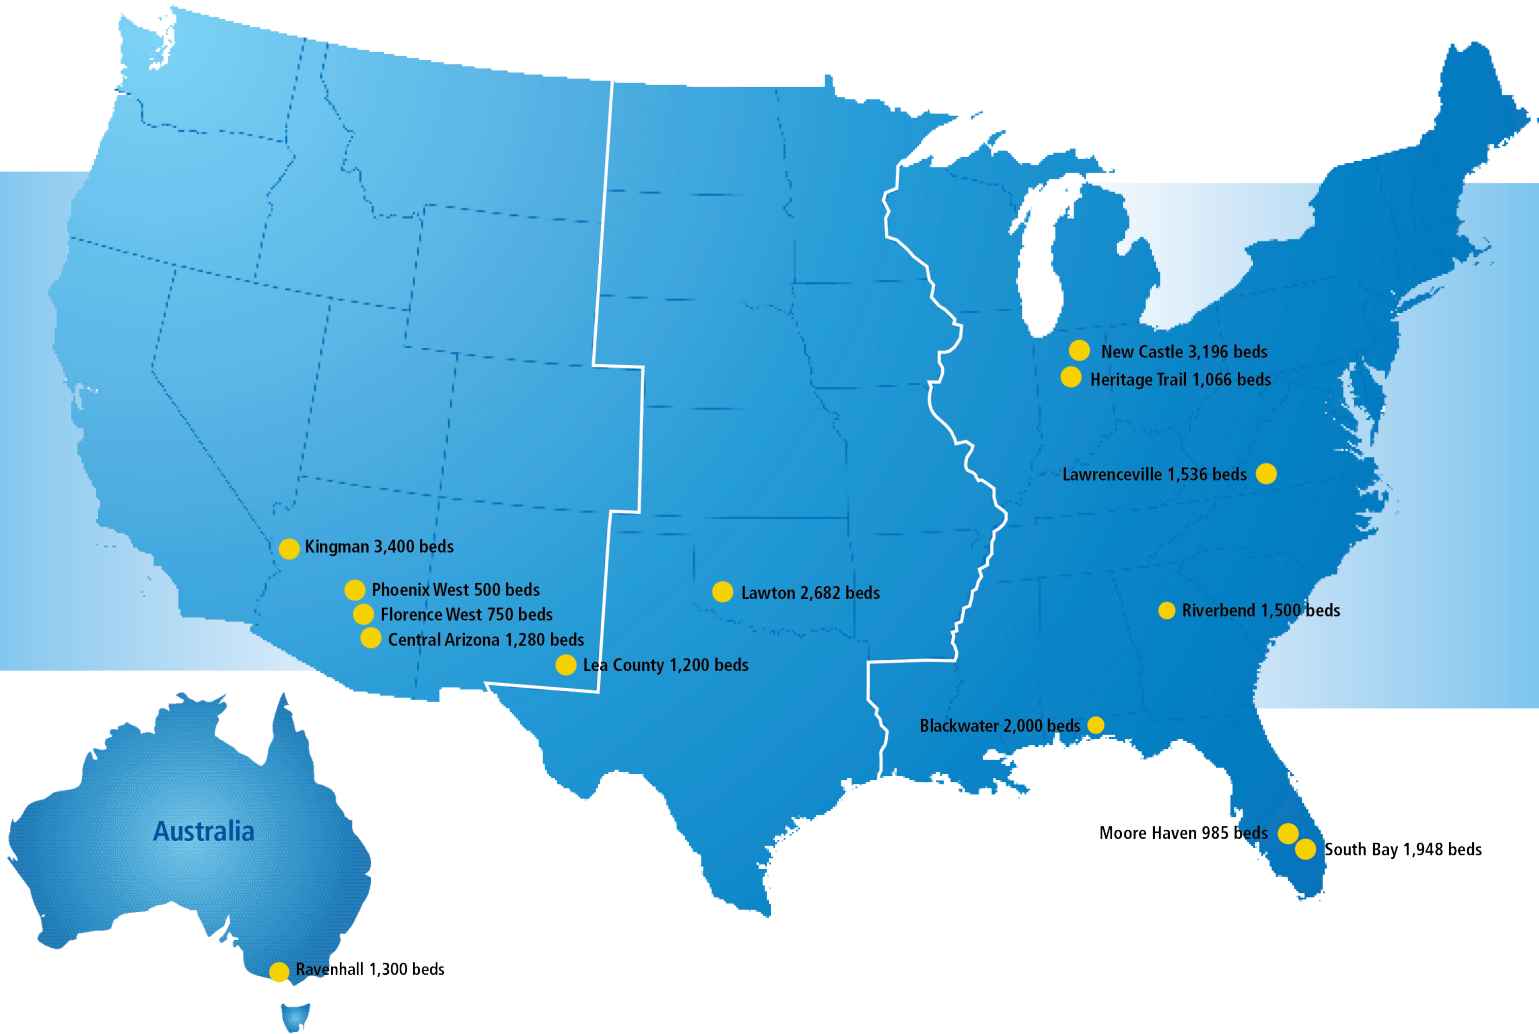 New Castle 3,196 beds
Heritage Trail 1,066 beds
Lawrenceville 1,536 beds
Kingman 3,400 beds
Phoenix West 500 beds
Lawton 2,682 beds
Florence West 750 beds
Riverbend 1,500 beds
Central Arizona 1,280 beds
Lea County 1,200 beds
Blackwater 2,000 beds
Australia
Moore Haven 985 beds
South Bay 1,948 beds
Ravenhall 1,300 beds